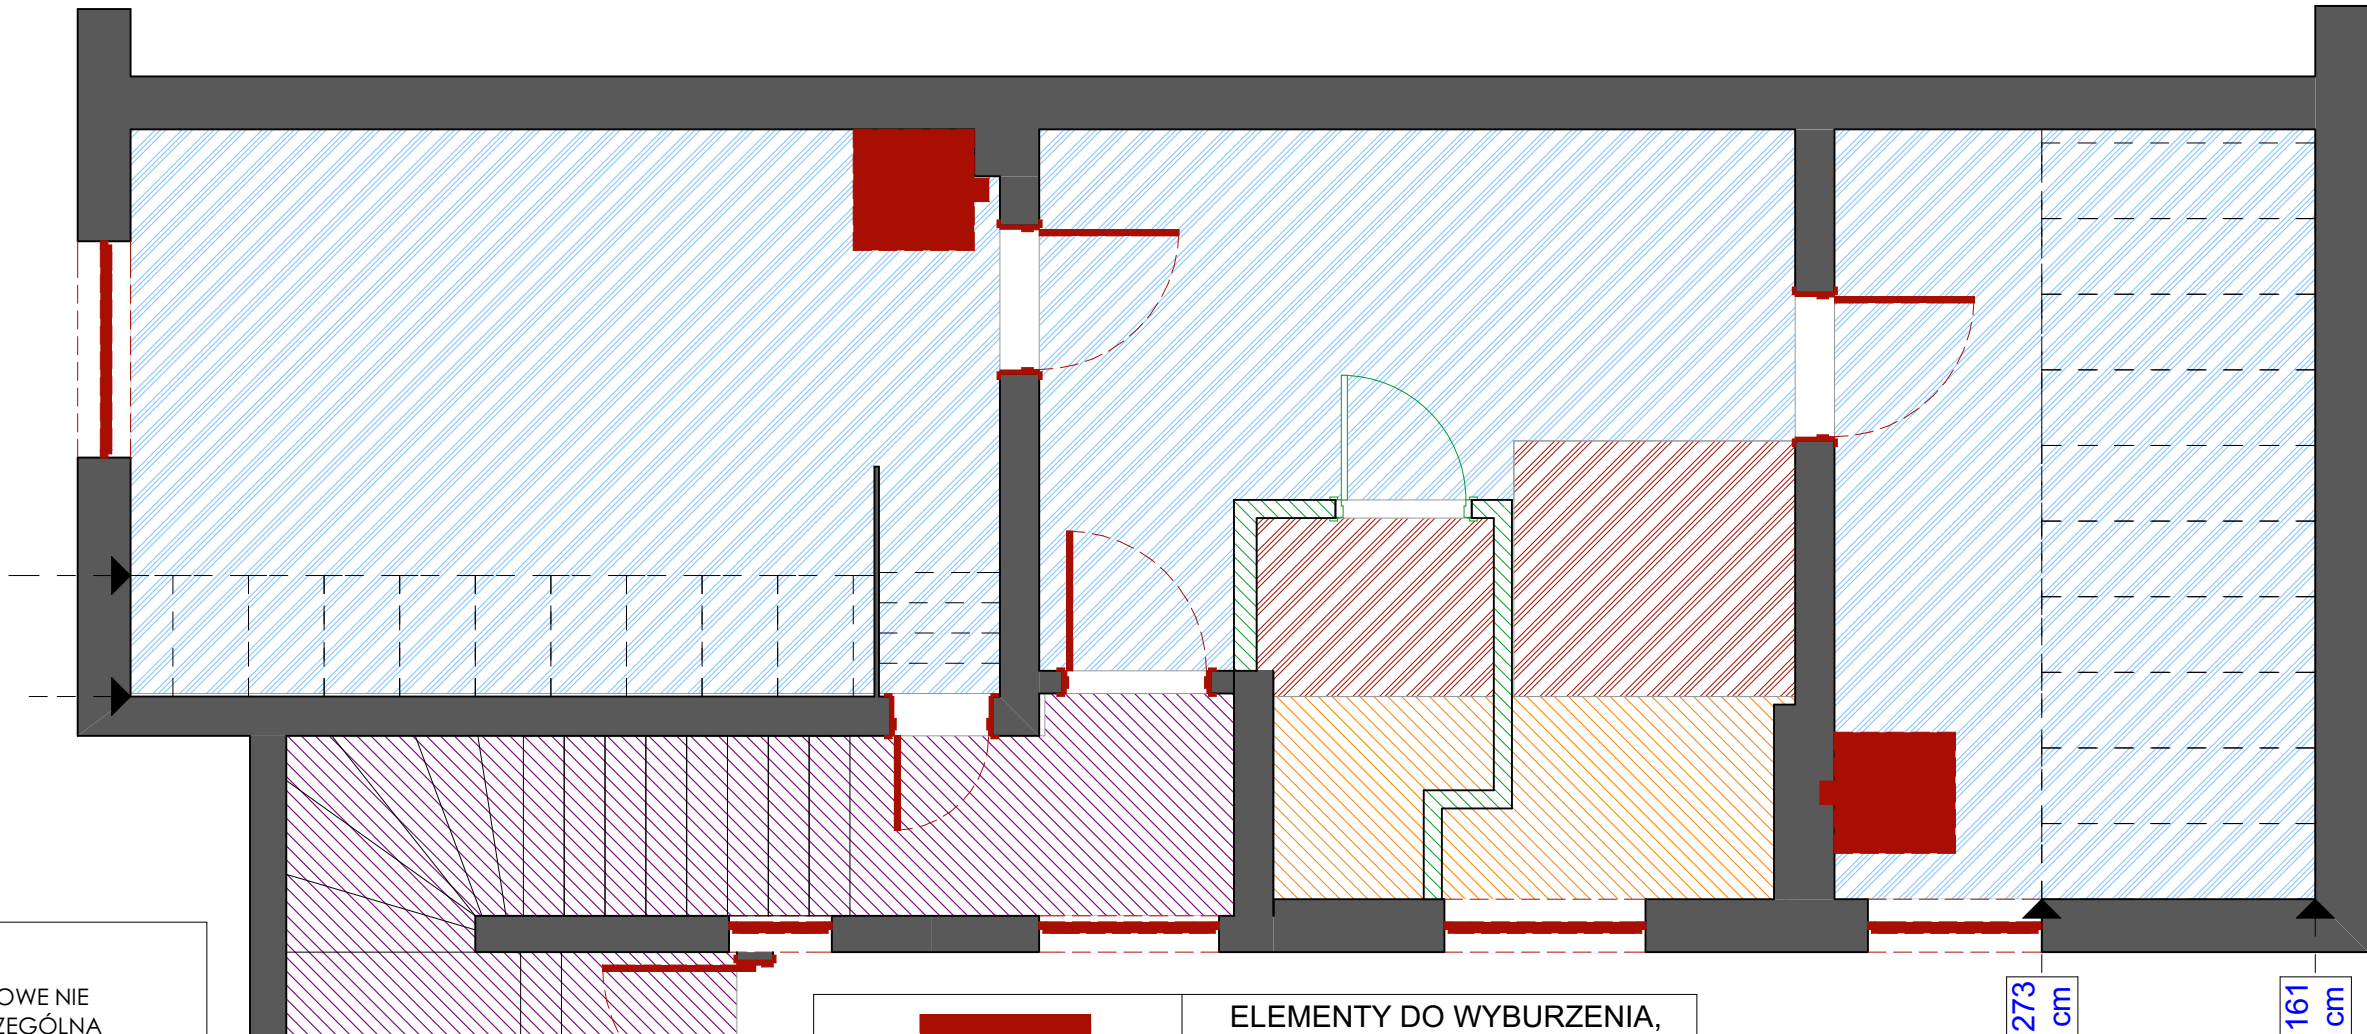 OWE NIE
ZEGÓLNA
ELEMENTY DO WYBURZENIA,
273
cm
161
cm